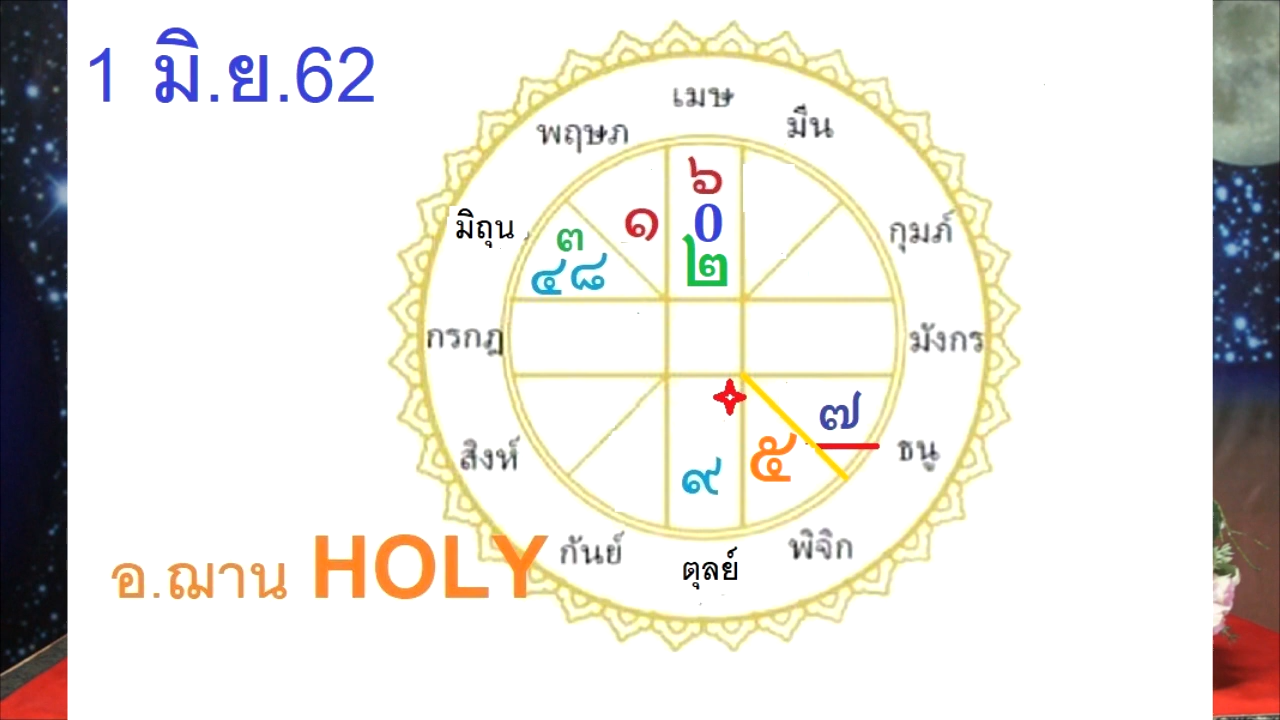 1 มิ.ย.62
เมษ
พฤษภ
มีน
มิถุน
กุมภ์
๖
๑
0
๓
๒
๔๘
กรกฎ
มังกร
๗
สิงห์
ธนู
๕
๙
กันย์
พิจิก
ตุลย์
อ.ฌาน HOLY